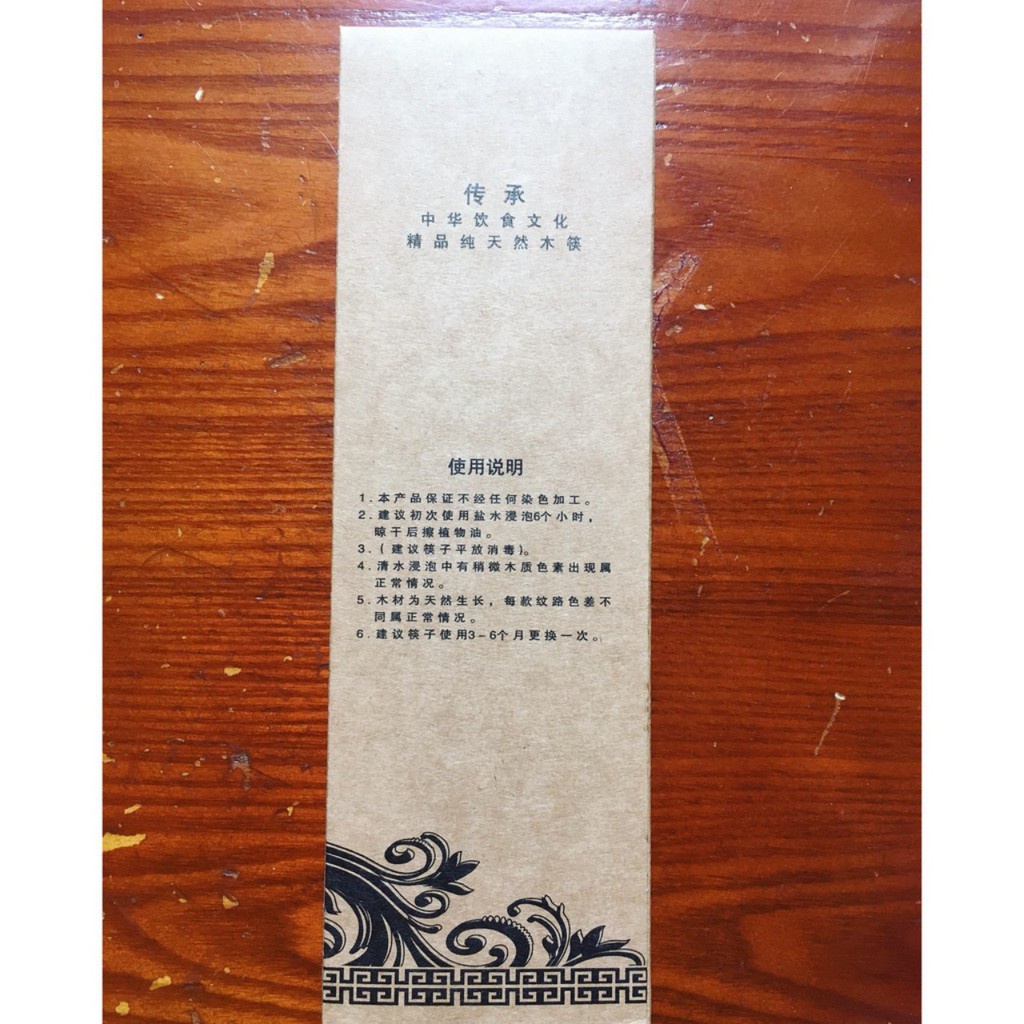 传承
中华饮食文化
精品纯天然木筷
使用说明
1.本产品保证不经任何染色加工。
2.建议初次使用盐水浸泡6个小时，
晾干后擦植物油。
3.(建议筷子平放消毒)。
4.清水浸泡中有稍微木质色素出现属
正常情况。
5.木材为天然生长，每款纹路色差不
同属正常情况。
6.建议筷子使用3-6个月更换一次。